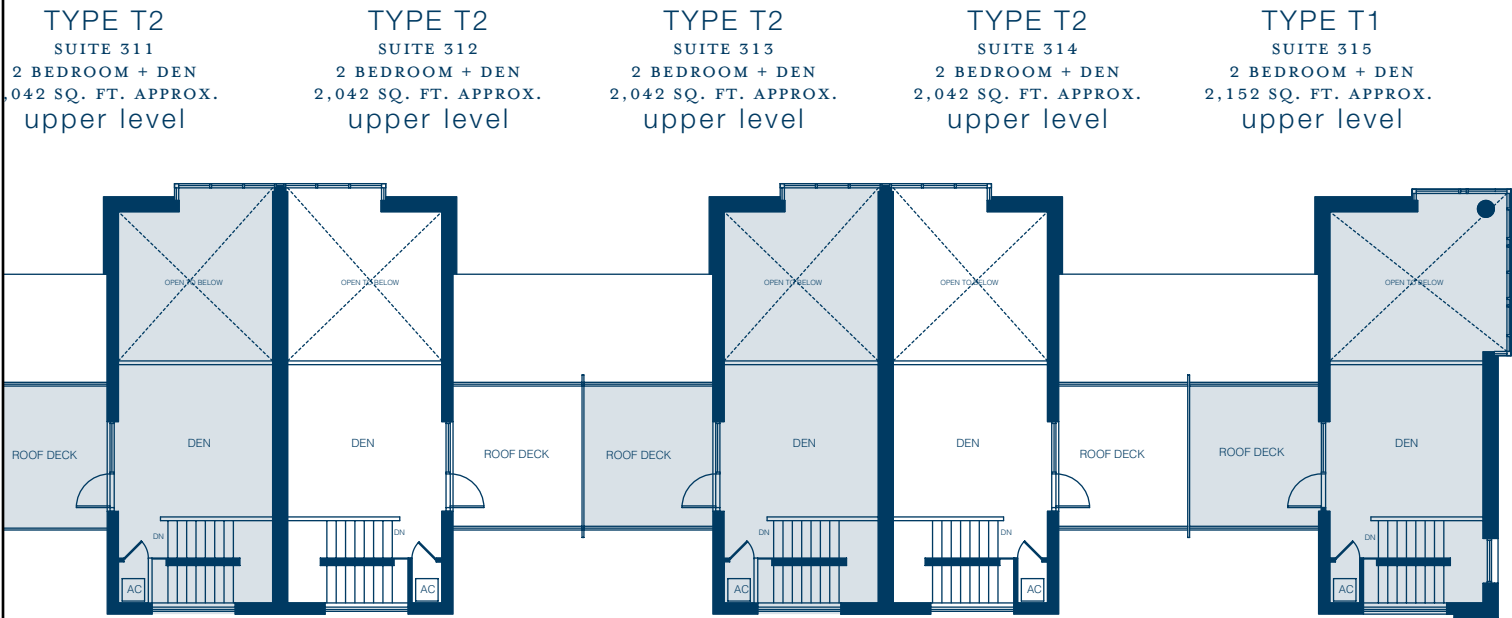 TYPE T2
SUITE 311
2 BEDROOM + DEN
,042 SQ. FT. APPROX.
upper level
TYPE T2
SUITE 312
2 BEDROOM + DEN
2,042 SQ. FT. APPROX.
upper level
TYPE T2
SUITE 313
2 BEDROOM + DEN
2,042 SQ. FT. APPROX.
upper level
TYPE T2
SUITE 314
2 BEDROOM + DEN
2,042 SQ. FT. APPROX.
upper level
TYPE T1
SUITE 315
2 BEDROOM + DEN
2,152 SQ. FT. APPROX.
upper level
OPEN TO BELOW
OPEN TO BELOW
OPEN TO BELOW
OPEN TO BELOW
OPEN TO BELOW
ROOF DECK
DEN
DEN
ROOF DECK
ROOF DECK
DEN
DEN
ROOF DECK
ROOF DECK
DEN
DN
DN
DN
DN
DN
AC
AC
AC
AC
AC